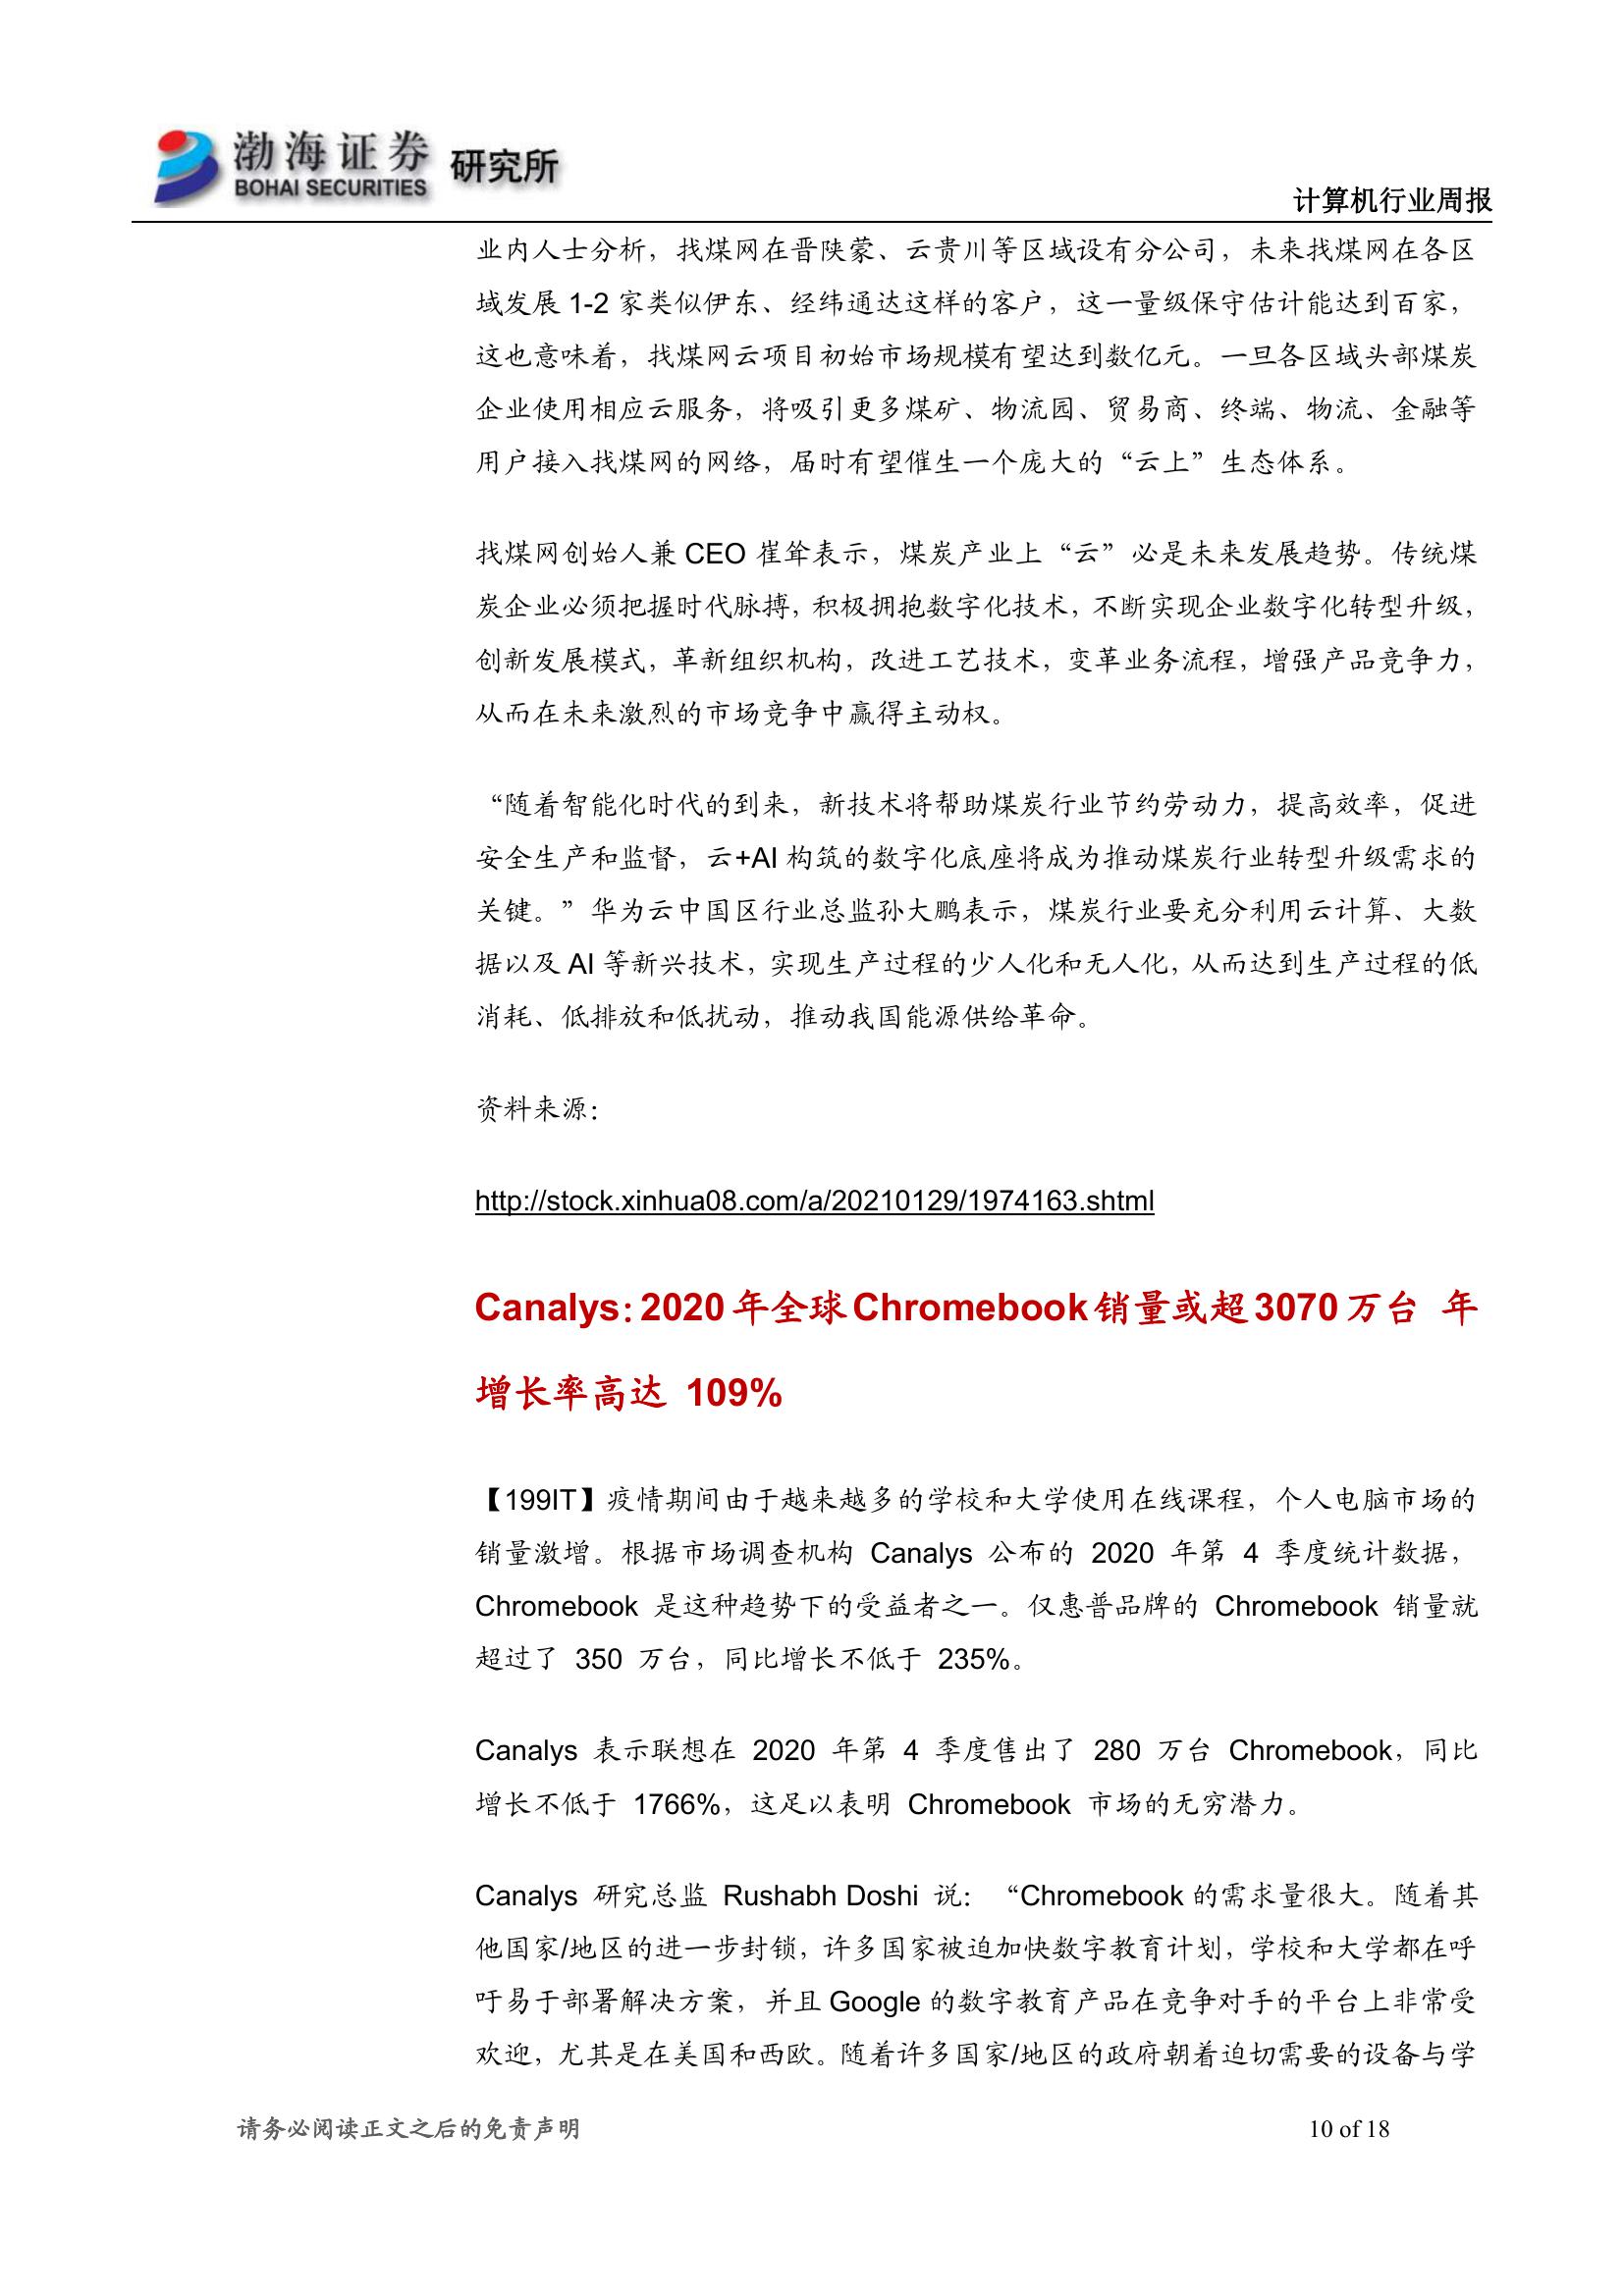 渤海证券 研究所
BOHAI SECURITIES
计算机行业周报
业内人士分析，找煤网在晋陕蒙、云贵川等区域设有分公司，未来找煤网在各区
域发展 1-2 家类似伊东、经纬通达这样的客户，这一量级保守估计能达到百家，
这也意味着，找煤网云项目初始市场规模有望达到数亿元。一旦各区域头部煤炭
企业使用相应云服务，将吸引更多煤矿、物流园、贸易商、终端、物流、金融等
用户接入找煤网的网络，届时有望催生一个庞大的“云上”生态体系。
找煤网创始人兼 CEO 崔耸表示，煤炭产业上“云”必是未来发展趋势。传统煤
炭企业必须把握时代脉搏，积极拥抱数字化技术，不断实现企业数字化转型升级，
创新发展模式，革新组织机构，改进工艺技术，变革业务流程，增强产品竞争力，
从而在未来激烈的市场竞争中赢得主动权。
“随着智能化时代的到来，新技术将帮助煤炭行业节约劳动力，提高效率，促进
安全生产和监督，云+AI 构筑的数字化底座将成为推动煤炭行业转型升级需求的
关键。”华为云中国区行业总监孙大鹏表示，煤炭行业要充分利用云计算、大数
据以及 AI 等新兴技术，实现生产过程的少人化和无人化，从而达到生产过程的低
消耗、低排放和低扰动，推动我国能源供给革命。
资料来源：
http://stock.xinhua08.com/a/20210129/1974163.shtml
Canalys：2020 年全球 Chromebook 销量或超 3070 万台 年
增长率高达 109%
【199IT】疫情期间由于越来越多的学校和大学使用在线课程，个人电脑市场的
销量激增。根据市场调查机构 Canalys 公布的 2020 年第 4 季度统计数据，
Chromebook 是这种趋势下的受益者之一。仅惠普品牌的 Chromebook 销量就
超过了 350 万台，同比增长不低于 235%。
Canalys 表示联想在 2020 年第 4 季度售出了 280 万台 Chromebook，同比
增长不低于 1766%，这足以表明 Chromebook 市场的无穷潜力。
Canalys 研究总监 Rushabh Doshi 说： “Chromebook 的需求量很大。随着其
他国家/地区的进一步封锁，许多国家被迫加快数字教育计划，学校和大学都在呼
吁易于部署解决方案，并且 Google 的数字教育产品在竞争对手的平台上非常受
欢迎，尤其是在美国和西欧。随着许多国家/地区的政府朝着迫切需要的设备与学
请务必阅读正文之后的免责声明
10 of 18